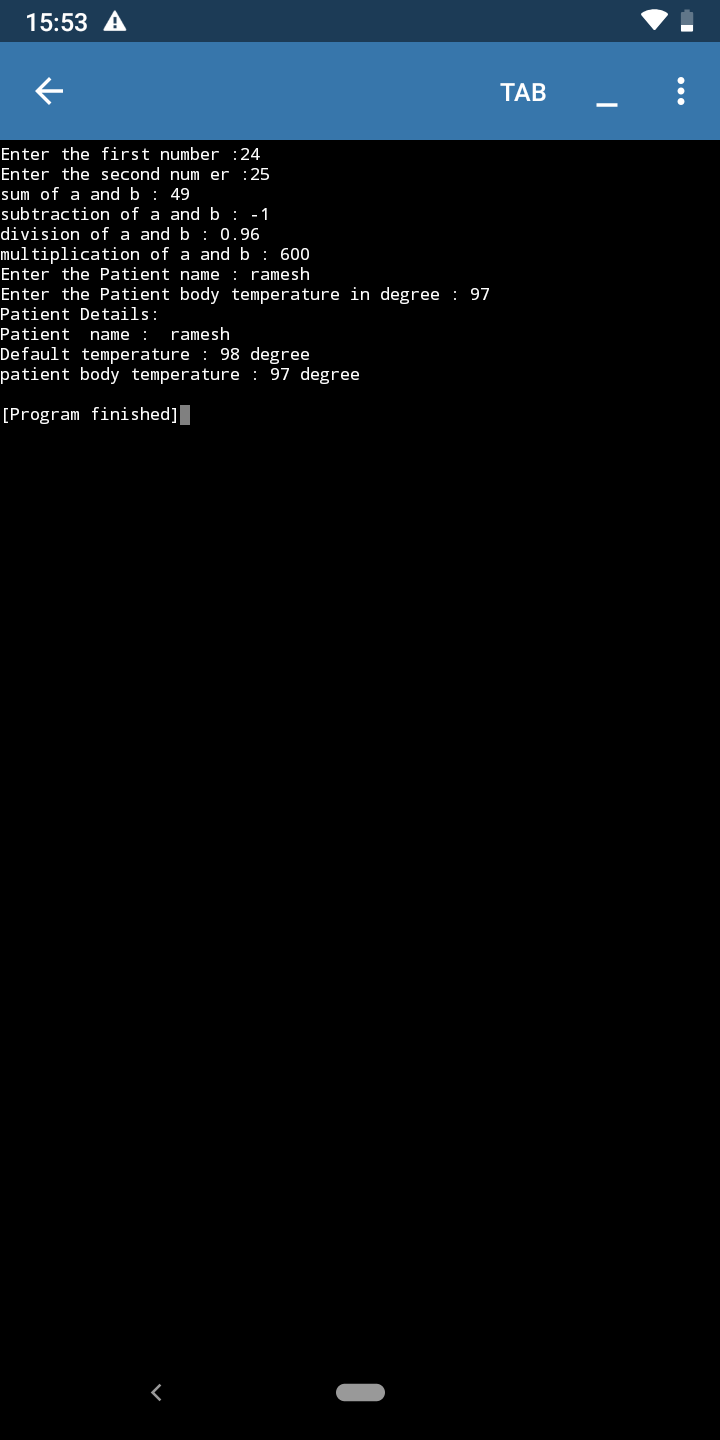 15:53
TAB
Enter the first number :24
Enter the second num er :25
sum of a and b : 49
subtraction of a and b : -1
division of a and b : 0.96
multiplication of a and b : 600
Enter the Patient name : ramesh
Enter the Patient body temperature in degree : 97
Patient Details:
Patient  name :  ramesh
Default temperature : 98 degree
patient body temperature : 97 degree
[Program finished]